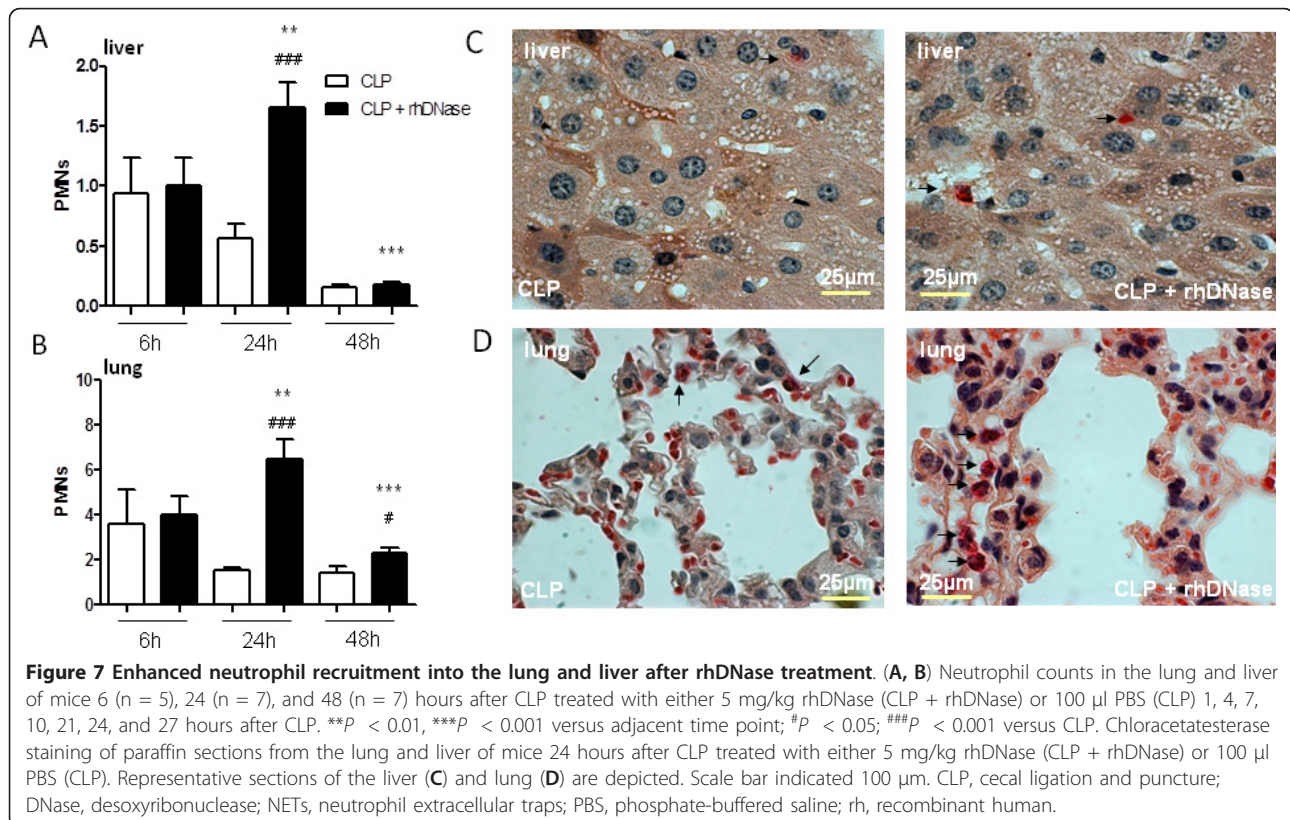 A
liver
**
###
CLP
CLP + rhDNase
***
PMNs
2.0
1.5
1.0
0.5
0.0
6h
24h
48h
B
lung
**
###
***
#
PMNs
10
8
6
4
2
0
6h
24h
48h
C
liver
CLP
25µm
liver
25µm
CLP + rhDNase
D
lung
CLP
25µm
lung
25µm
CLP + rhDNase
Figure 7 Enhanced neutrophil recruitment into the lung and liver after rhDNase treatment. (A, B) Neutrophil counts in the lung and liver
of mice 6 (n = 5), 24 (n = 7), and 48 (n = 7) hours after CLP treated with either 5 mg/kg rhDNase (CLP + rhDNase) or 100 µl PBS (CLP) 1, 4, 7,
10, 21, 24, and 27 hours after CLP. **P < 0.01, ***P < 0.001 versus adjacent time point; #P < 0.05; ###P < 0.001 versus CLP. Chloracetatesterase
staining of paraffin sections from the lung and liver of mice 24 hours after CLP treated with either 5 mg/kg rhDNase (CLP + rhDNase) or 100 µl
PBS (CLP). Representative sections of the liver (C) and lung (D) are depicted. Scale bar indicated 100 µm. CLP, cecal ligation and puncture;
DNase, desoxyribonuclease; NETs, neutrophil extracellular traps; PBS, phosphate-buffered saline; rh, recombinant human.